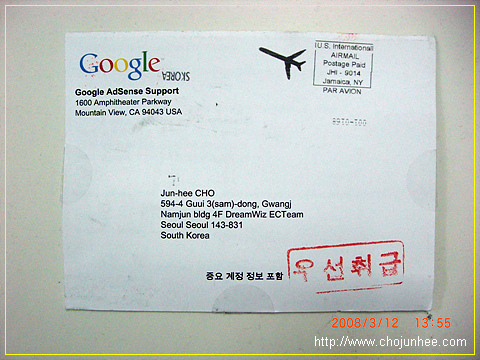 Google
S.KOREA
U.S. International
AIRMAIL
Postage Paid
JHI - 9014
Jamaica, NY
PAR AVION
Google AdSense Support
1600 Amphitheater Parkway
Mountain View, CA 94043 USA
Jun-hee CHO
594-4 Guui 3(sam)-dong, Gwangj
Namjun bldg 4F DreamWiz ECTeam
Seoul Seoul 143-831
South Korea
중요 계정 정보 포함
우선취급
2008/3/12 13:55
http://www.chojunhee.com